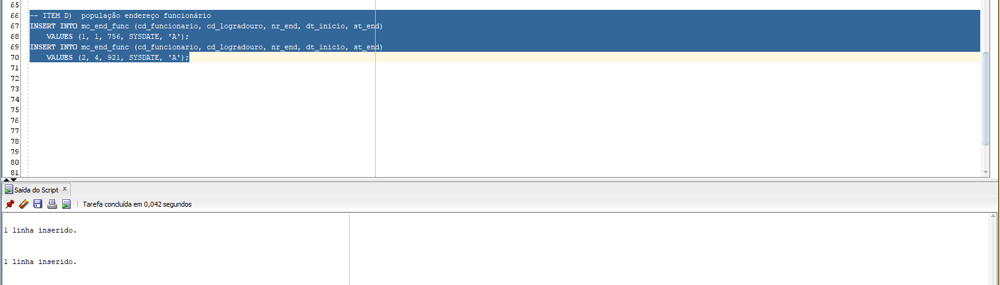 65
66 -- ITEM D)  população endereço funcionário
67 INSERT INTO mc_end_func (cd_funcionario, cd_logradouro, nr_end, dt_inicio, st_end)
68     VALUES (1, 1, 756, SYSDATE, 'A');
69 INSERT INTO mc_end_func (cd_funcionario, cd_logradouro, nr_end, dt_inicio, st_end)
70     VALUES (2, 4, 921, SYSDATE, 'A');
71
72
73
74
75
76
77
78
79
80
81
Saída do Script x
Tarefa concluída em 0,042 segundos
1 linha inserido.
1 linha inserido.